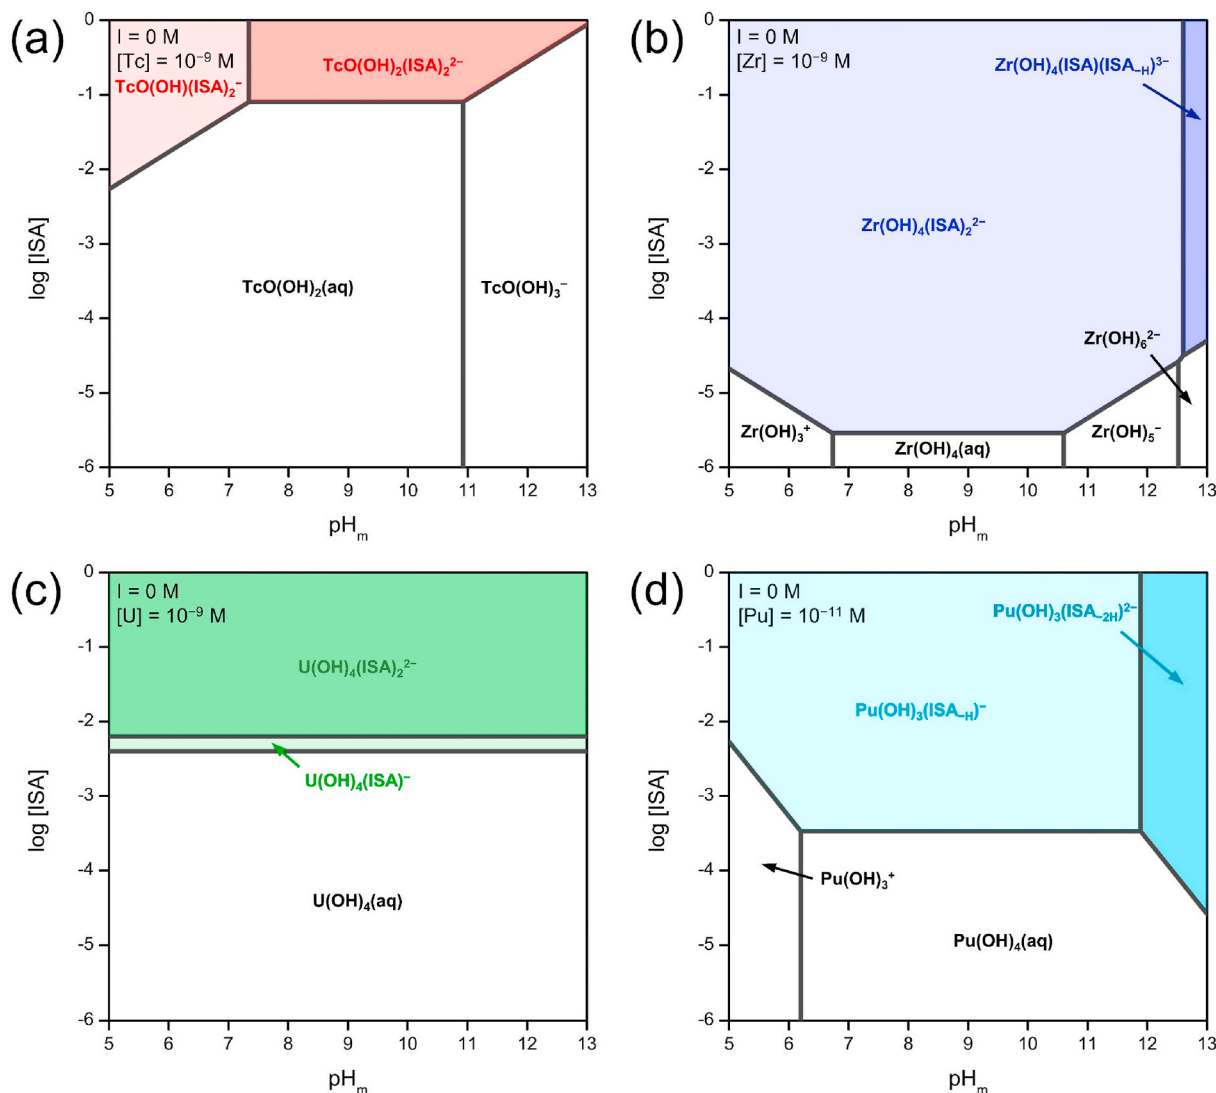 (a)
I = 0 M
[Tc] = 10⁻⁹ M
TcO(OH)(ISA)₂⁻
TcO(OH)₂(ISA)₂²⁻
TcO(OH)₂(aq)
TcO(OH)₃⁻
log [ISA]
0
-1
-2
-3
-4
-5
-6
5 6 7 8 9 10 11 12 13
pHₘ
(b)
I = 0 M
[Zr] = 10⁻⁹ M
Zr(OH)₄(ISA)(ISA₋H)³⁻
Zr(OH)₄(ISA)₂²⁻
Zr(OH)₆²⁻
Zr(OH)₃⁺
Zr(OH)₄(aq)
Zr(OH)₅⁻
log [ISA]
0
-1
-2
-3
-4
-5
-6
5 6 7 8 9 10 11 12 13
pHₘ
(c)
I = 0 M
[U] = 10⁻⁹ M
U(OH)₄(ISA)₂²⁻
U(OH)₄(ISA)⁻
U(OH)₄(aq)
log [ISA]
0
-1
-2
-3
-4
-5
-6
5 6 7 8 9 10 11 12 13
pHₘ
(d)
I = 0 M
[Pu] = 10⁻¹¹ M
Pu(OH)₃(ISA₋₂H)²⁻
Pu(OH)₃(ISA₋H)⁻
Pu(OH)₃⁺
Pu(OH)₄(aq)
log [ISA]
0
-1
-2
-3
-4
-5
-6
5 6 7 8 9 10 11 12 13
pHₘ